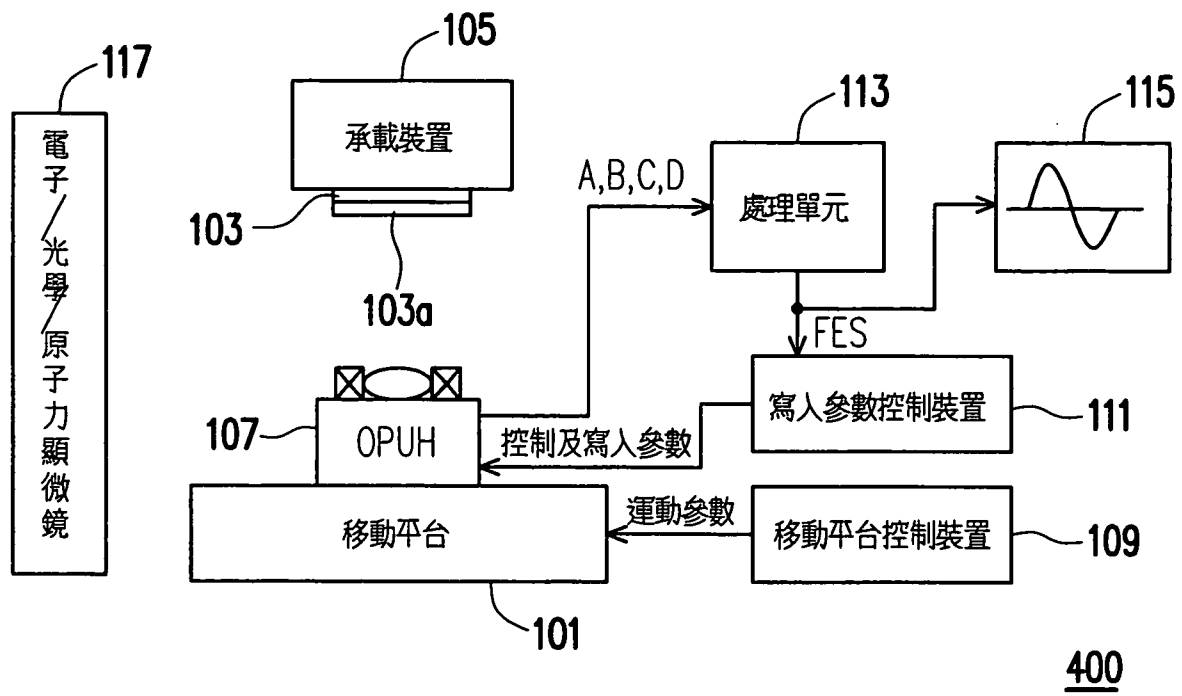 105
117
承載裝置
113
115
電子/光學/原子力顯微鏡
A,B,C,D
處理單元
103
103a
FES
107
OPUH
控制及寫入參數
寫入參數控制裝置
111
運動參數
移動平台
移動平台控制裝置
109
101
400